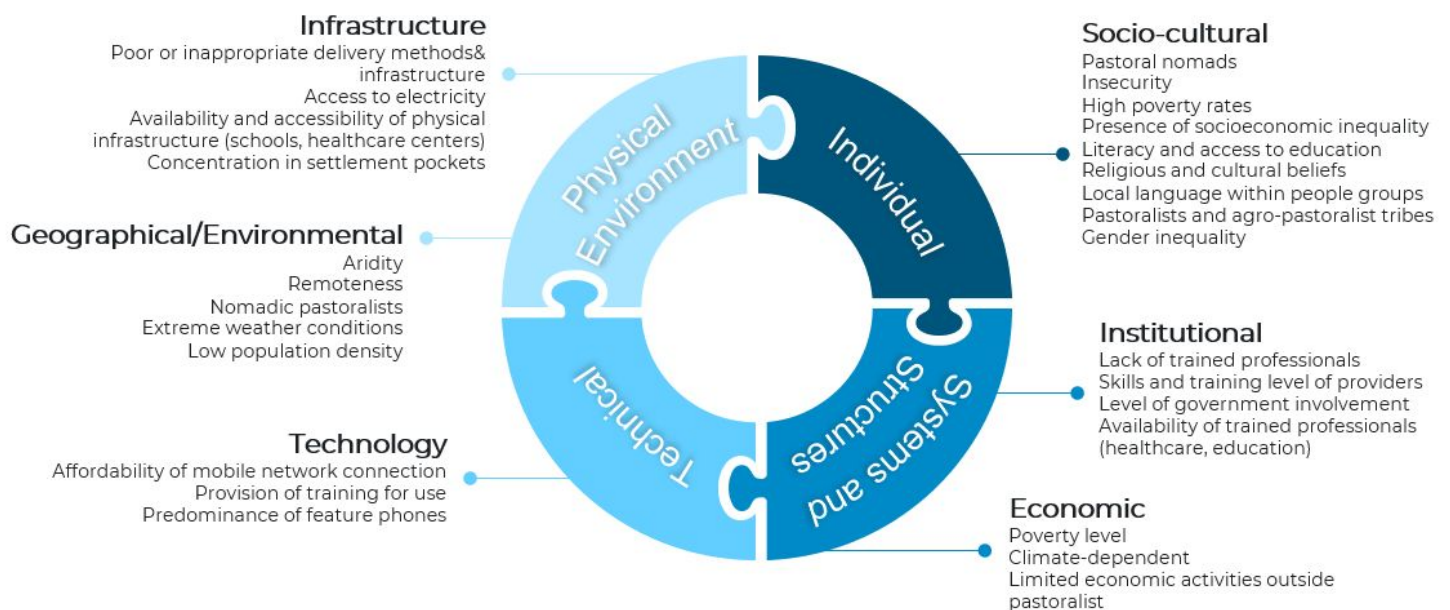 Infrastructure
Poor or inappropriate delivery methods&
infrastructure
Access to electricity
Availability and accessibility of physical
infrastructure (schools, healthcare centers)
Concentration in settlement pockets
Geographical/Environmental
Aridity
Remoteness
Nomadic pastoralists
Extreme weather conditions
Low population density
Technology
Affordability of mobile network connection
Provision of training for use
Predominance of feature phones
Physical
Environment
Individual
Technical
Systems and
Structures
Socio-cultural
Pastoral nomads
Insecurity
High poverty rates
Presence of socioeconomic inequality
Literacy and access to education
Religious and cultural beliefs
Local language within people groups
Pastoralists and agro-pastoralist tribes
Gender inequality
Institutional
Lack of trained professionals
Skills and training level of providers
Level of government involvement
Availability of trained professionals
(healthcare, education)
Economic
Poverty level
Climate-dependent
Limited economic activities outside
pastoralist